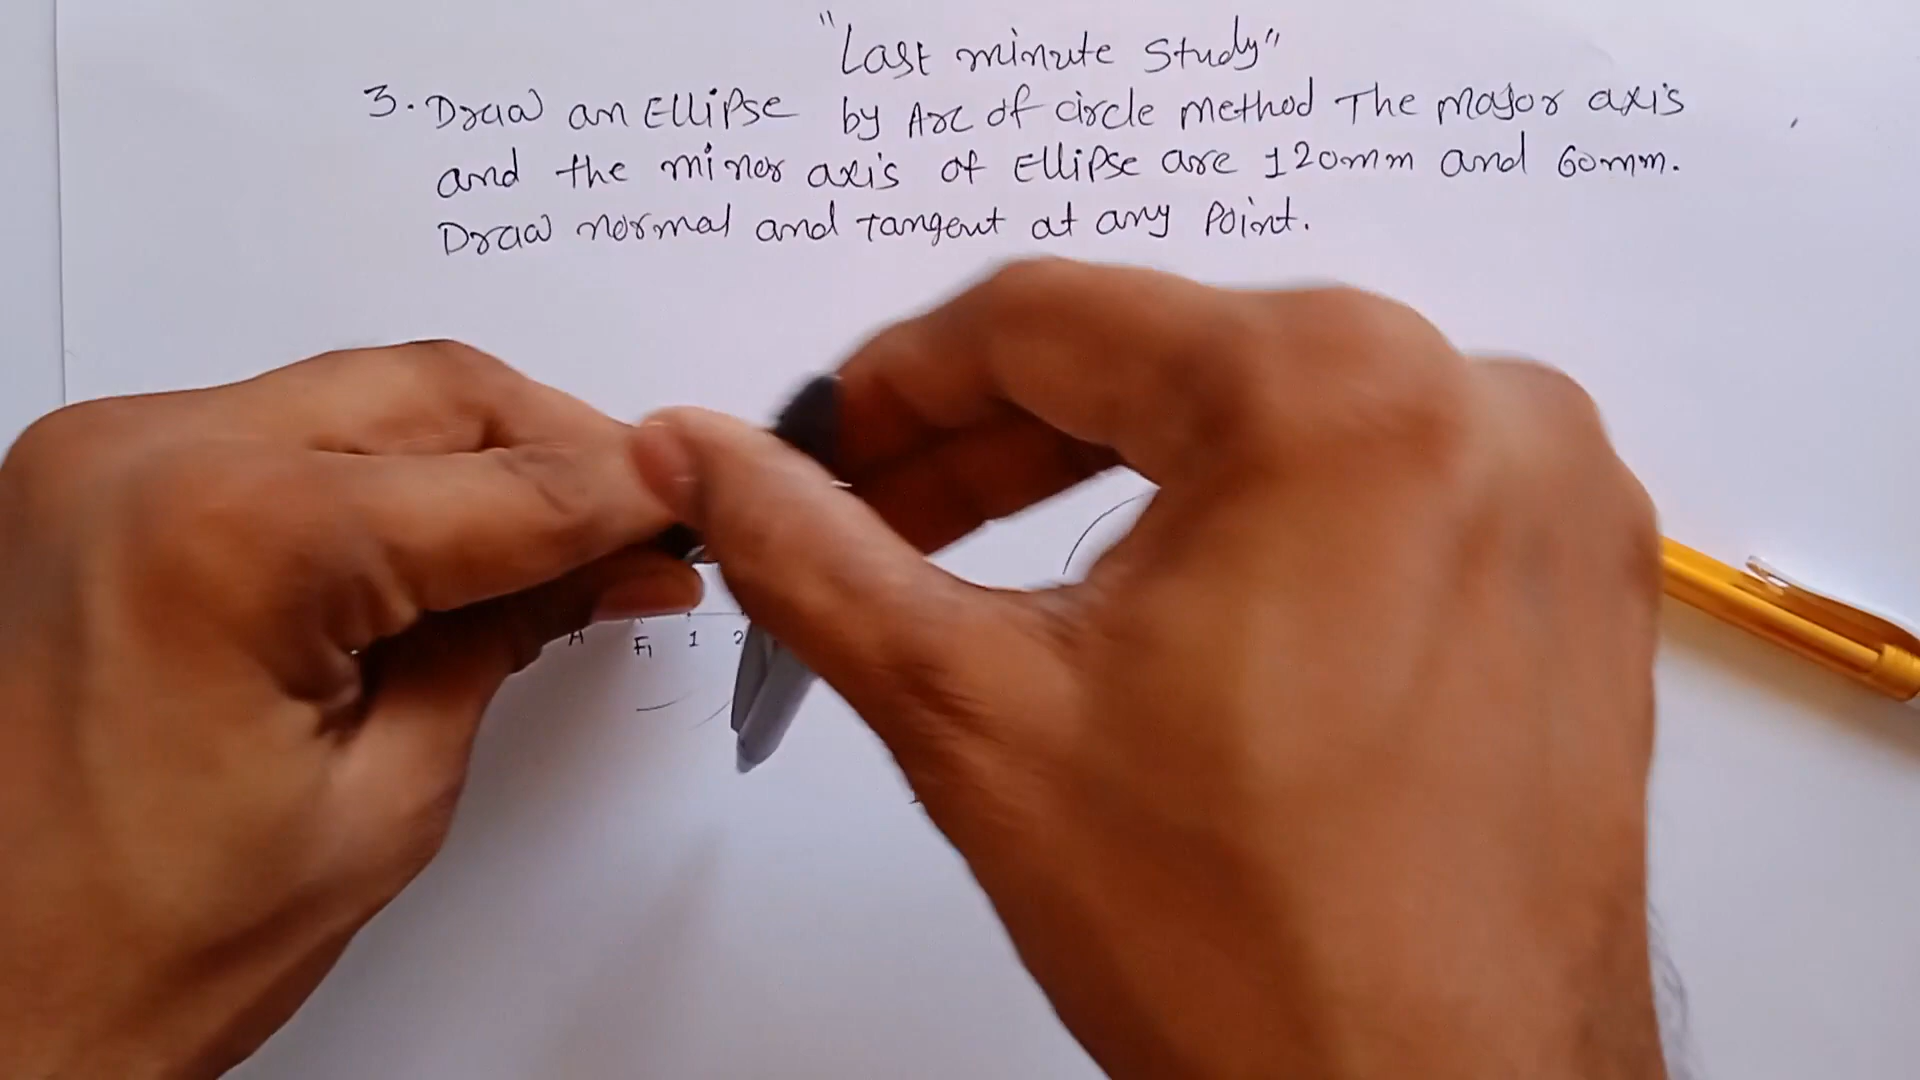 "Last minute Study"
3. Draw an Ellipse by Arc of circle method The major axis
and the minor axis of Ellipse are 120mm and 60mm.
Draw normal and tangent at any Point.
A F1 1 2